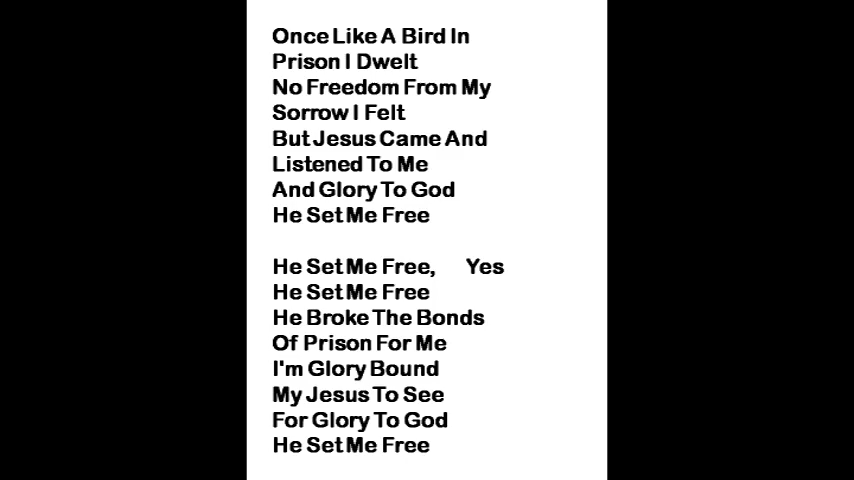 Once Like A Bird In
Prison I Dwelt
No Freedom From My
Sorrow I Felt
But Jesus Came And
Listened To Me
And Glory To God
He Set Me Free
He Set Me Free, Yes
He Set Me Free
He Broke The Bonds
Of Prison For Me
I'm Glory Bound
My Jesus To See
For Glory To God
He Set Me Free